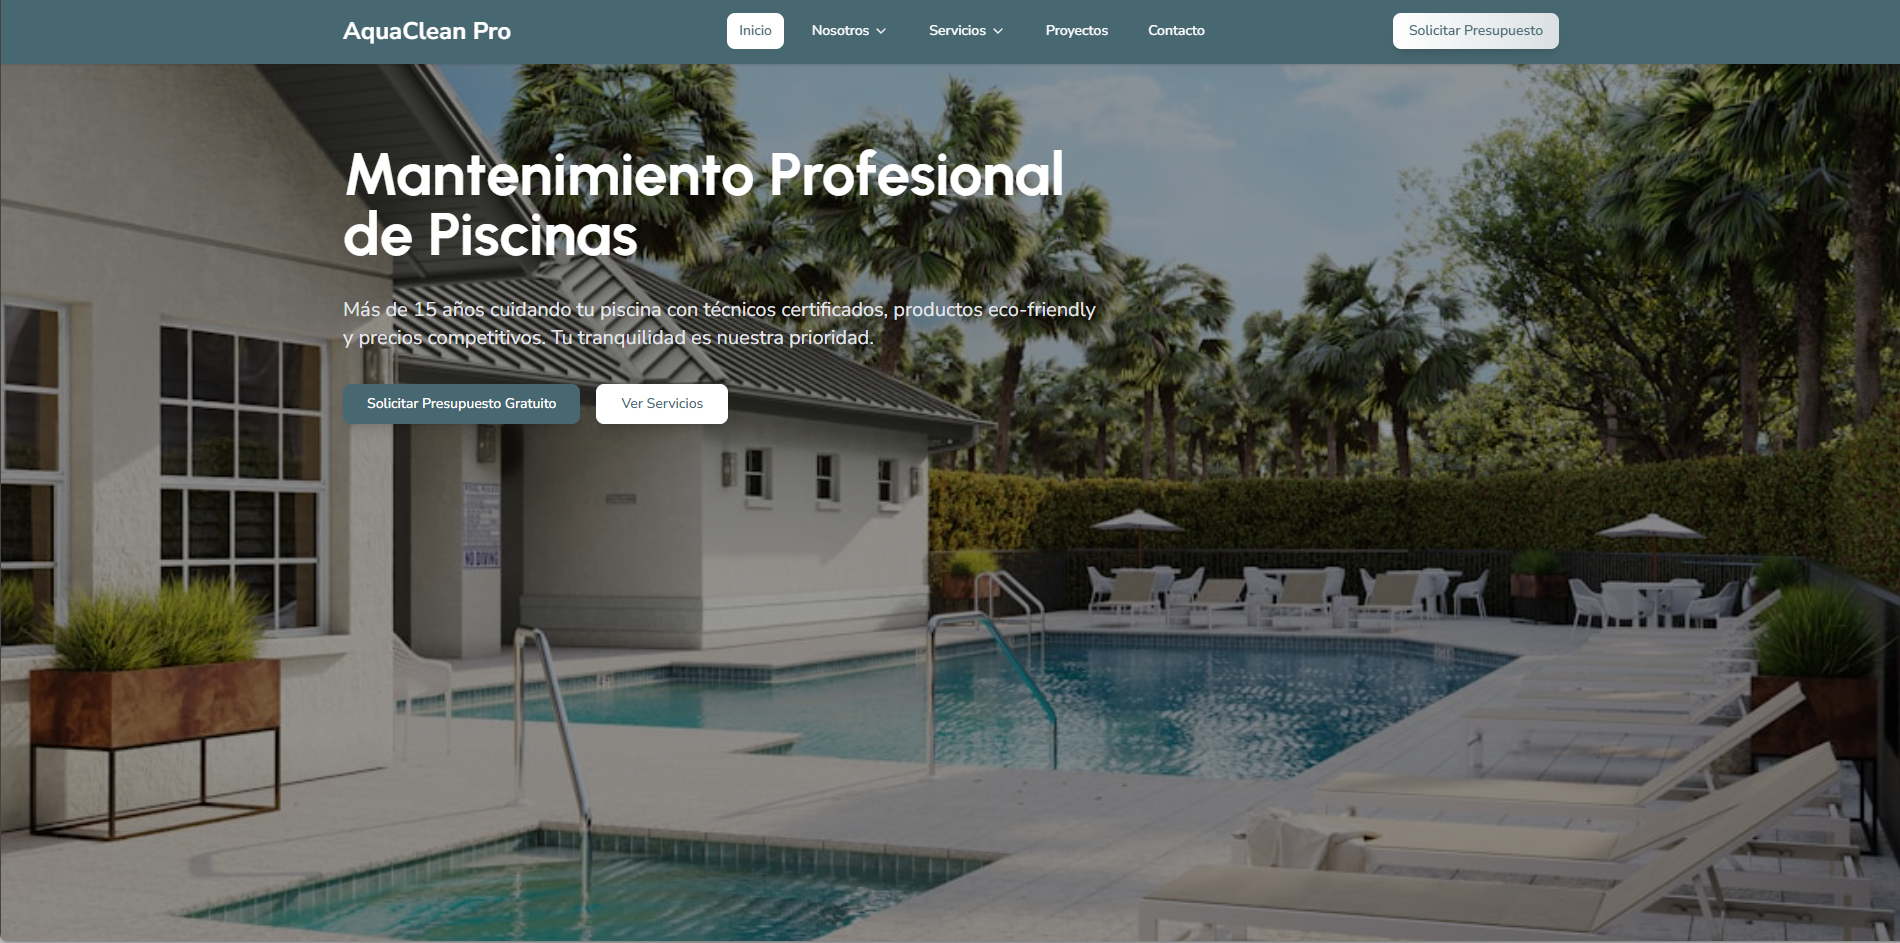 AquaClean Pro
Inicio
Nosotros
Servicios
Proyectos
Contacto
Solicitar Presupuesto
Mantenimiento Profesional
de Piscinas
Más de 15 años cuidando tu piscina con técnicos certificados, productos eco-friendly
y precios competitivos. Tu tranquilidad es nuestra prioridad.
Solicitar Presupuesto Gratuito
Ver Servicios
POOL RULES
NO DIVING